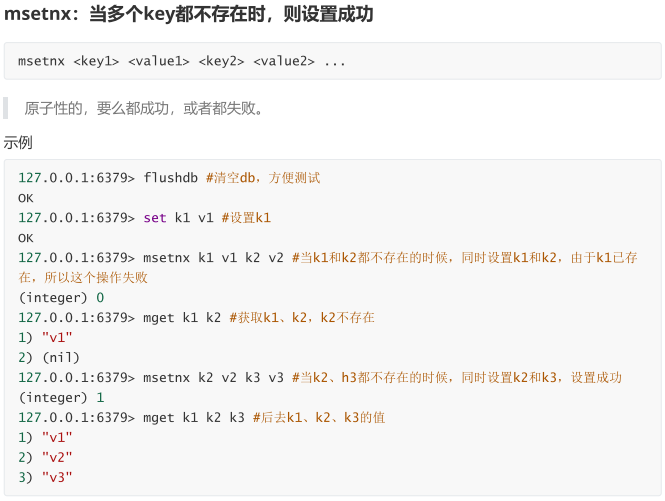 msetnx：当多个key都不存在时，则设置成功
msetnx <key1> <value1> <key2> <value2> ...
原子性的，要么都成功，或者都失败。
示例
127.0.0.1:6379> flushdb #清空db，方便测试
OK
127.0.0.1:6379> set k1 v1 #设置k1
OK
127.0.0.1:6379> msetnx k1 v1 k2 v2 #当k1和k2都不存在的时候，同时设置k1和k2，由于k1已存
在，所以这个操作失败
(integer) 0
127.0.0.1:6379> mget k1 k2 #获取k1、k2，k2不存在
1) "v1"
2) (nil)
127.0.0.1:6379> msetnx k2 v2 k3 v3 #当k2、h3都不存在的时候，同时设置k2和k3，设置成功
(integer) 1
127.0.0.1:6379> mget k1 k2 k3 #后去k1、k2、k3的值
1) "v1"
2) "v2"
3) "v3"